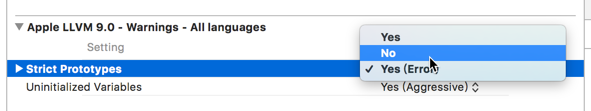 Apple LLVM 9.0 - Warnings - All languages
Setting
Yes
No
Strict Prototypes
Yes (Error)
Uninitialized Variables
Yes (Aggressive)